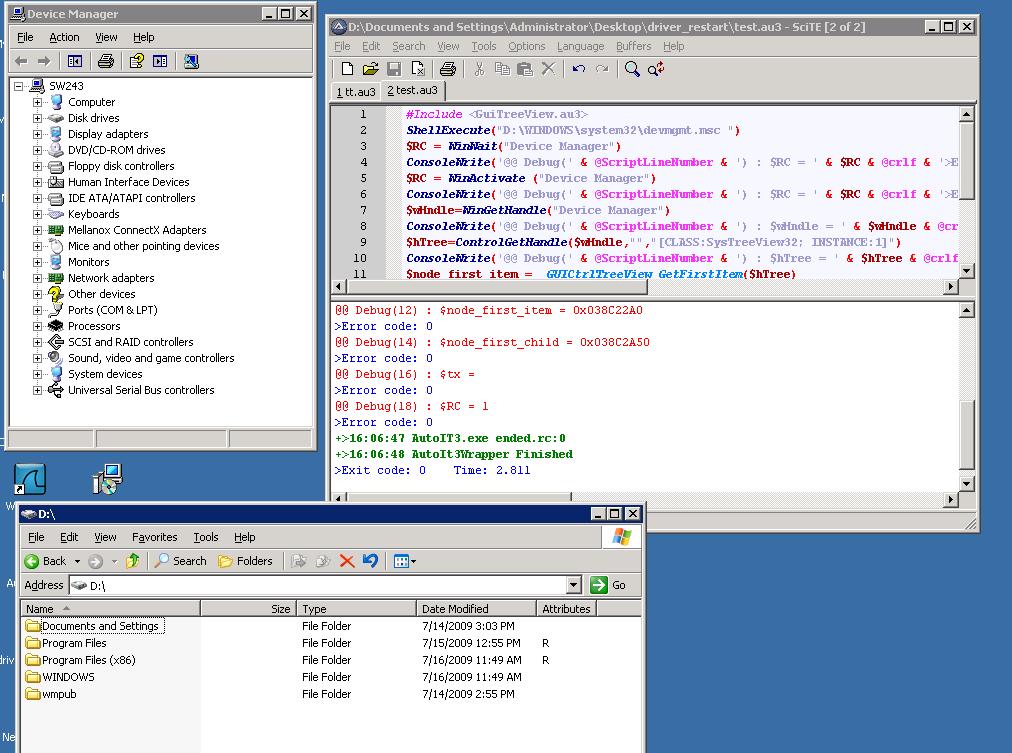 Device Manager
File Action View Help
SW243
Computer
Disk drives
Display adapters
DVD/CD-ROM drives
Floppy disk controllers
Human Interface Devices
IDE ATA/ATAPI controllers
Keyboards
Mellanox ConnectX Adapters
Mice and other pointing devices
Monitors
Network adapters
Other devices
Ports (COM & LPT)
Processors
SCSI and RAID controllers
Sound, video and game controllers
System devices
Universal Serial Bus controllers
D:\Documents and Settings\Administrator\Desktop\driver_restart\test.au3 - SciTE [2 of 2]
File Edit Search View Tools Options Language Buffers Help
1 tt.au3 2 test.au3
1 #Include <GuiTreeView.au3>
2 ShellExecute("D:\WINDOWS\system32\devmgmt.msc ")
3 $RC = WinWait("Device Manager")
4 ConsoleWrite('@@ Debug(' & @ScriptLineNumber & ') : $RC = ' & $RC & @crlf & '>E
5 $RC = WinActivate ("Device Manager")
6 ConsoleWrite('@@ Debug(' & @ScriptLineNumber & ') : $RC = ' & $RC & @crlf & '>E
7 $wHndle=WinGetHandle("Device Manager")
8 ConsoleWrite('@@ Debug(' & @ScriptLineNumber & ') : $wHndle = ' & $wHndle & @cr
9 $hTree=ControlGetHandle($wHndle,"","[CLASS:SysTreeView32; INSTANCE:1]")
10 ConsoleWrite('@@ Debug(' & @ScriptLineNumber & ') : $hTree = ' & $hTree & @crlf
11 $node_first_item = _GUICtrlTreeView_GetFirstItem($hTree)
@@ Debug(12) : $node_first_item = 0x038C22A0
>Error code: 0
@@ Debug(14) : $node_first_child = 0x038C2A50
>Error code: 0
@@ Debug(16) : $tx =
>Error code: 0
@@ Debug(18) : $RC = 1
>Error code: 0
+>16:06:47 AutoIT3.exe ended.rc:0
+>16:06:48 AutoIt3Wrapper Finished
>Exit code: 0 Time: 2.811
D:\
File Edit View Favorites Tools Help
Back Search Folders
Address D:\ Go
Name Size Type Date Modified Attributes
Documents and Settings File Folder 7/14/2009 3:03 PM
Program Files File Folder 7/15/2009 12:55 PM R
Program Files (x86) File Folder 7/16/2009 11:49 AM R
WINDOWS File Folder 7/16/2009 11:49 AM
wmpub File Folder 7/14/2009 2:55 PM